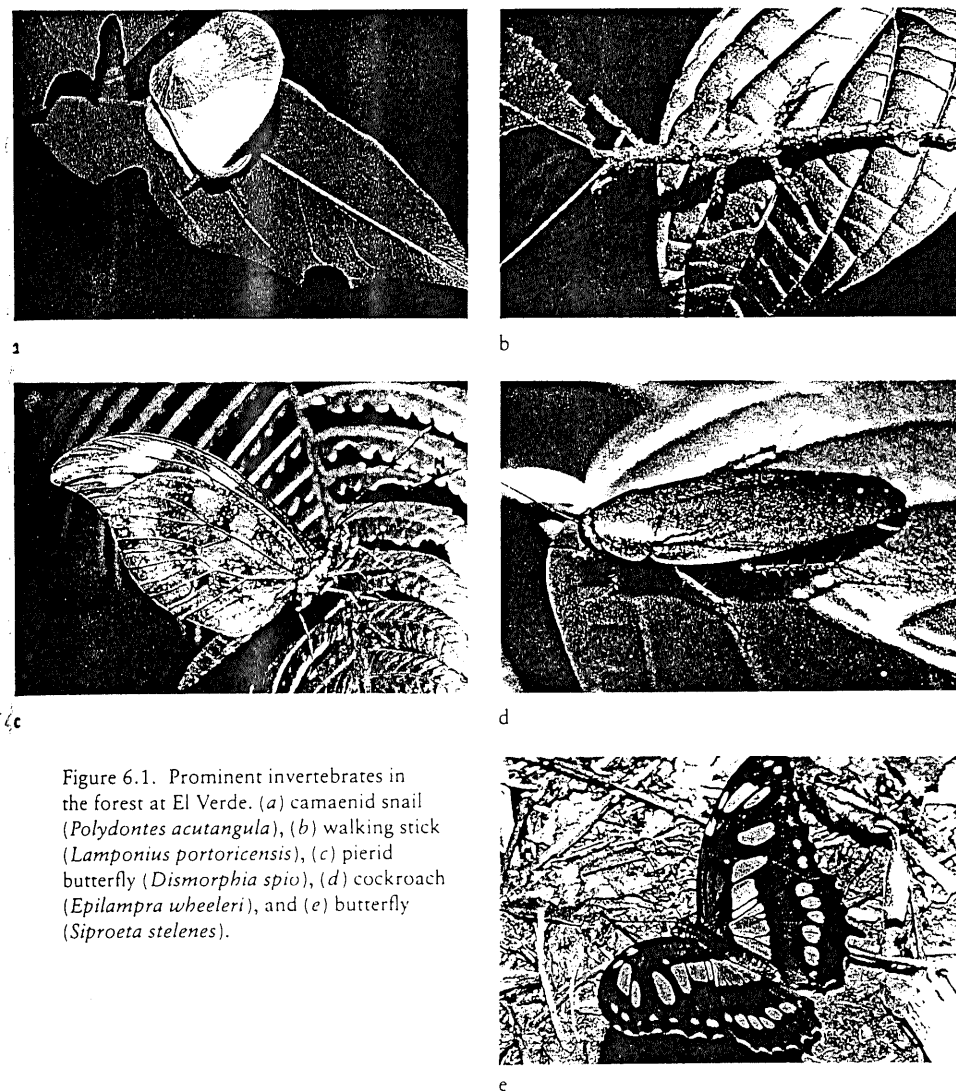 a
b
c
d
Figure 6.1. Prominent invertebrates in
the forest at El Verde. (a) camaenid snail
(Polydontes acutangula), (b) walking stick
(Lamponius portoricensis), (c) pierid
butterfly (Dismorphia spio), (d) cockroach
(Epilampra wheeleri), and (e) butterfly
(Siproeta stelenes).
e